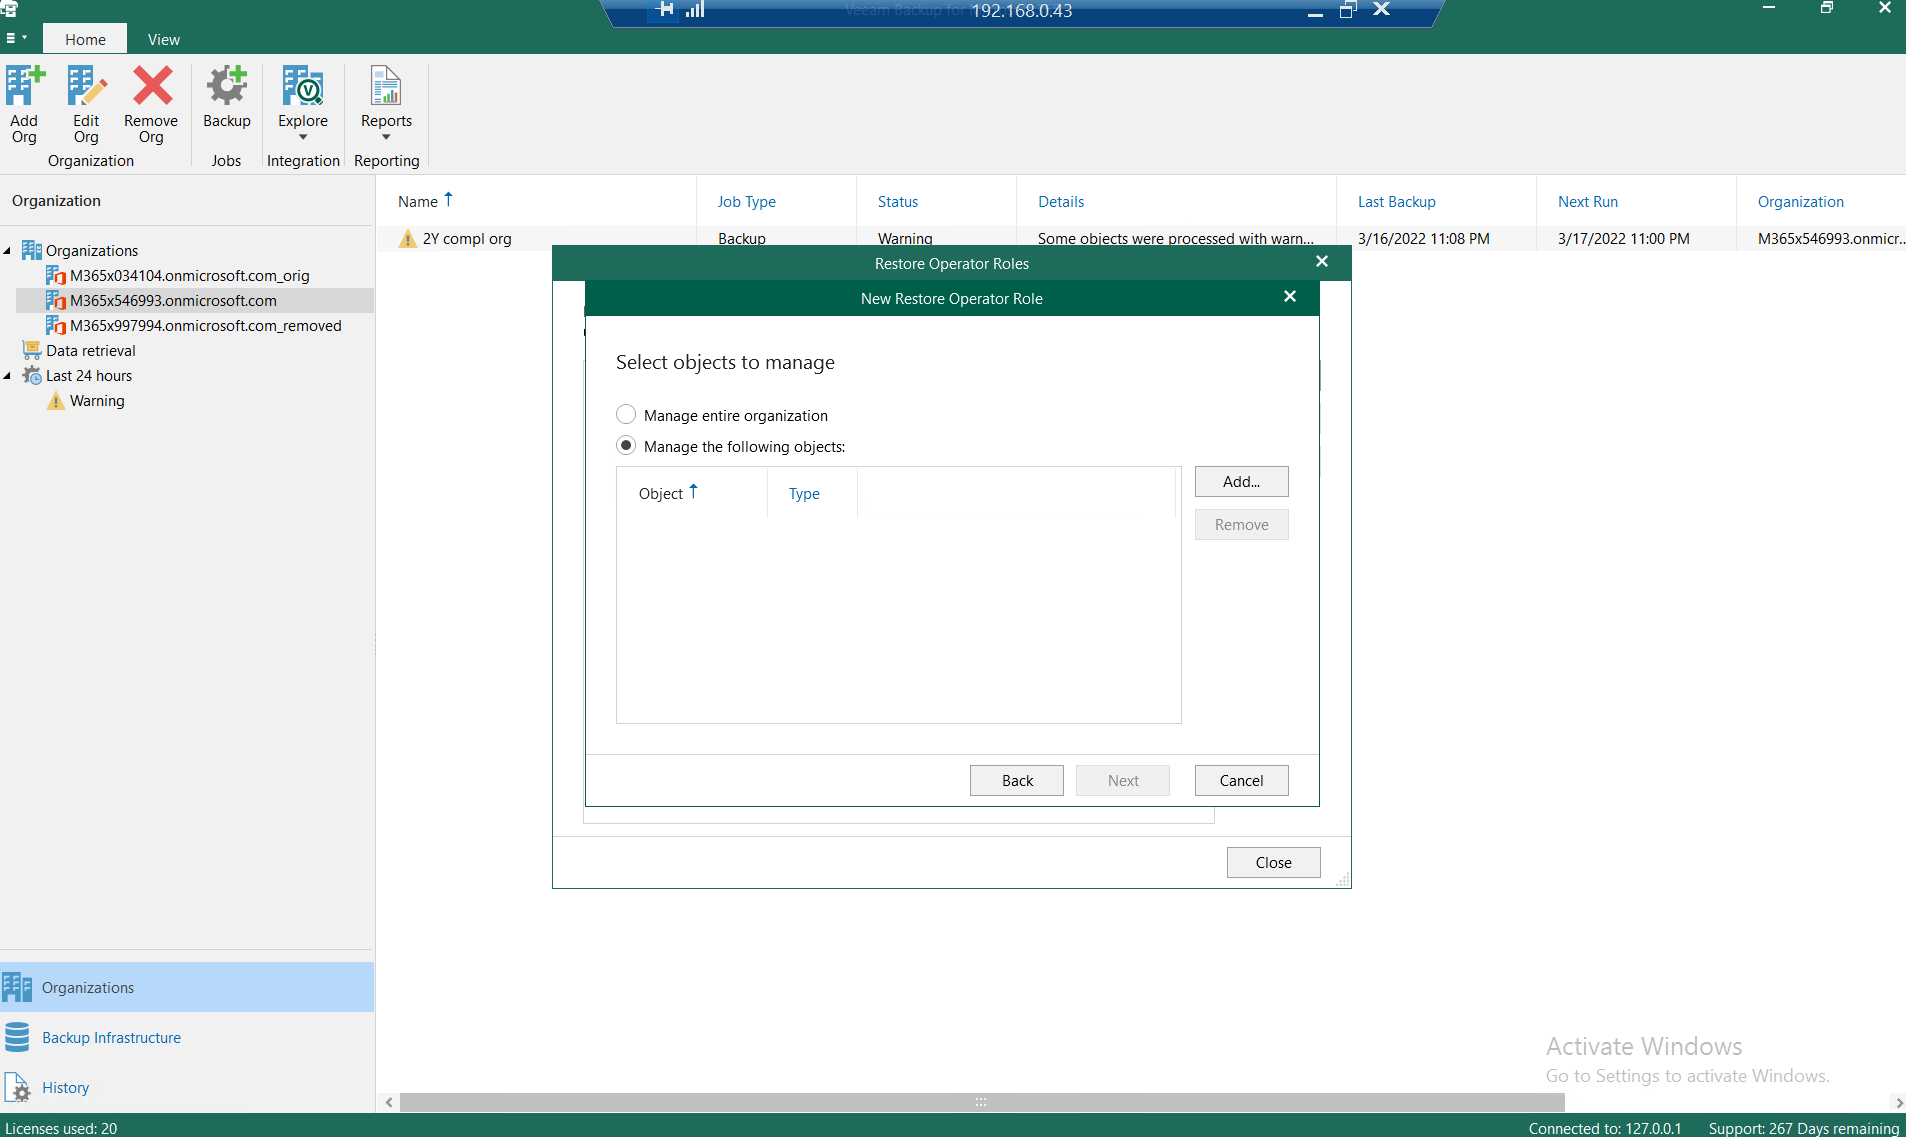 Veeam Backup for
192.168.0.43
Home
View
Add Org
Edit Org
Remove Org
Backup
Explore
Reports
Organization
Jobs
Integration
Reporting
Organization
Organizations
M365x034104.onmicrosoft.com_orig
M365x546993.onmicrosoft.com
M365x997994.onmicrosoft.com_removed
Data retrieval
Last 24 hours
Warning
Name
Job Type
Status
Details
Last Backup
Next Run
Organization
2Y compl org
Backup
Warning
Some objects were processed with warn...
3/16/2022 11:08 PM
3/17/2022 11:00 PM
M365x546993.onmicr...
Restore Operator Roles
New Restore Operator Role
Select objects to manage
Manage entire organization
Manage the following objects:
Object
Type
Add...
Remove
Back
Next
Cancel
Close
Organizations
Backup Infrastructure
History
Activate Windows
Go to Settings to activate Windows.
Licenses used: 20
Connected to: 127.0.0.1
Support: 267 Days remaining